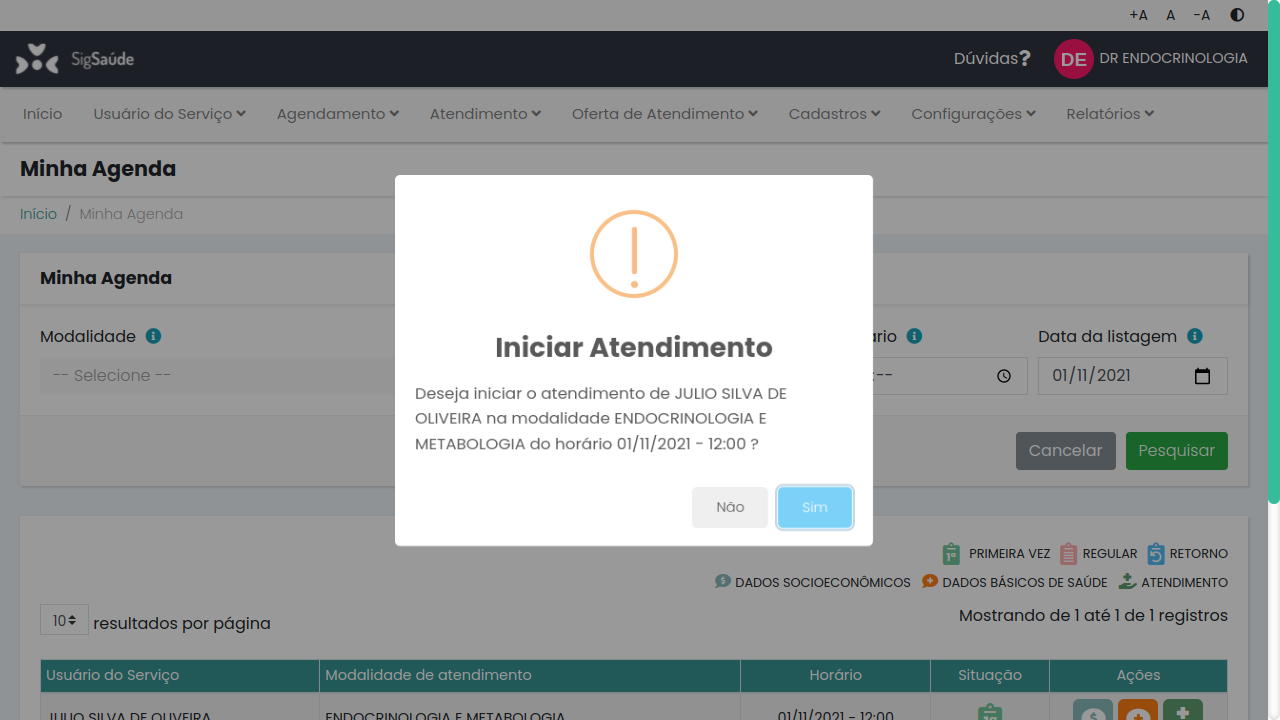 +A A -A
SigSaúde Dúvidas? DE DR ENDOCRINOLOGIA
Início Usuário do Serviço Agendamento Atendimento Oferta de Atendimento Cadastros Configurações Relatórios
Minha Agenda
Início / Minha Agenda
Minha Agenda
Modalidade ário Data da listagem
-- Selecione -- :-- 01/11/2021
Cancelar Pesquisar
Iniciar Atendimento
Deseja iniciar o atendimento de JULIO SILVA DE
OLIVEIRA na modalidade ENDOCRINOLOGIA E
METABOLOGIA do horário 01/11/2021 - 12:00 ?
Não Sim
PRIMEIRA VEZ REGULAR RETORNO
DADOS SOCIOECONÔMICOS DADOS BÁSICOS DE SAÚDE ATENDIMENTO
10 resultados por página Mostrando de 1 até 1 de 1 registros
Usuário do Serviço Modalidade de atendimento Horário Situação Ações
JULIO SILVA DE OLIVEIRA ENDOCRINOLOGIA E METABOLOGIA 01/11/2021 - 12:00